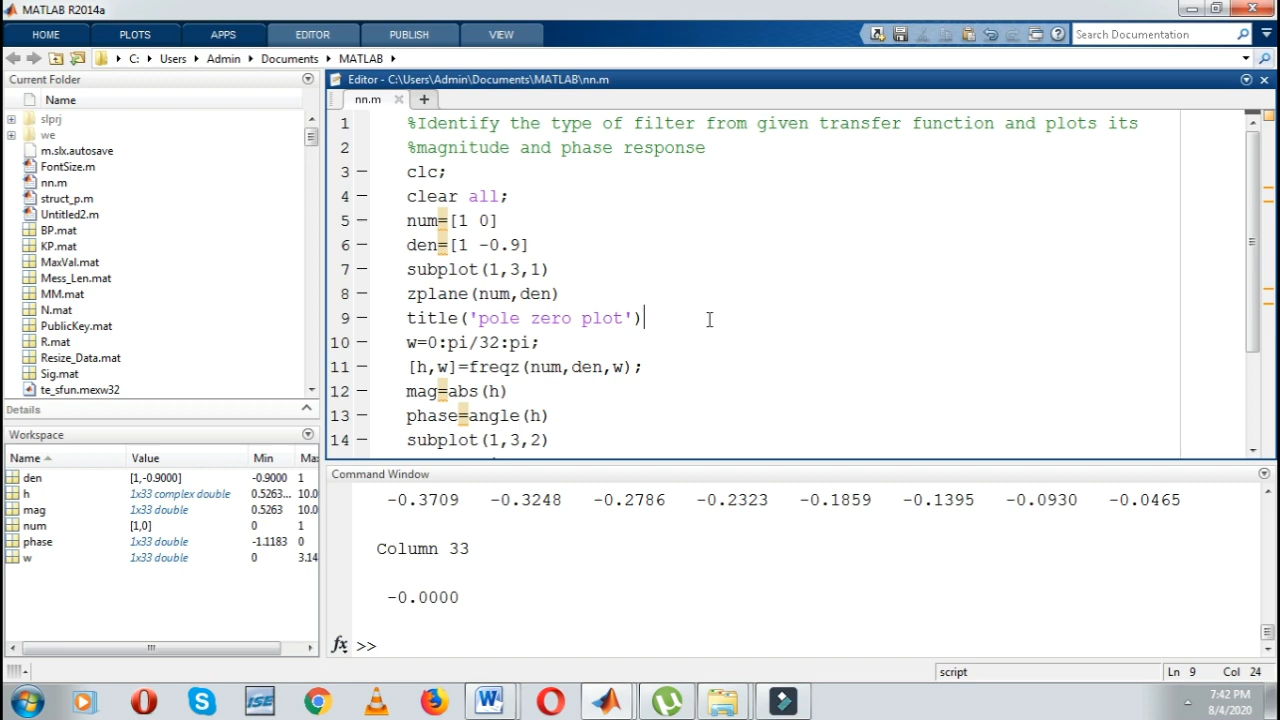 MATLAB R2014a
HOME PLOTS APPS EDITOR PUBLISH VIEW Search Documentation
C: Users Admin Documents MATLAB
Current Folder
Name
slprj
we
m.slx.autosave
FontSize.m
nn.m
struct_p.m
Untitled2.m
BP.mat
KP.mat
MaxVal.mat
Mess_Len.mat
MM.mat
N.mat
PublicKey.mat
R.mat
Resize_Data.mat
Sig.mat
te_sfun.mexw32
Details
Workspace
Name Value Min Ma
den [1,-0.9000] -0.9000 1
h 1x33 complex double 0.5263... 10.0
mag 1x33 double 0.5263 10.0
num [1,0] 0 1
phase 1x33 double -1.1183 0
w 1x33 double 0 3.14
Editor - C:\Users\Admin\Documents\MATLAB\nn.m
nn.m
1 %Identify the type of filter from given transfer function and plots its
2 %magnitude and phase response
3 clc;
4 clear all;
5 num=[1 0]
6 den=[1 -0.9]
7 subplot(1,3,1)
8 zplane(num,den)
9 title('pole zero plot')
10 w=0:pi/32:pi;
11 [h,w]=freqz(num,den,w);
12 mag=abs(h)
13 phase=angle(h)
14 subplot(1,3,2)
Command Window
-0.3709 -0.3248 -0.2786 -0.2323 -0.1859 -0.1395 -0.0930 -0.0465
Column 33
-0.0000
fx >>
script Ln 9 Col 24
ISE
7:42 PM
8/4/2020